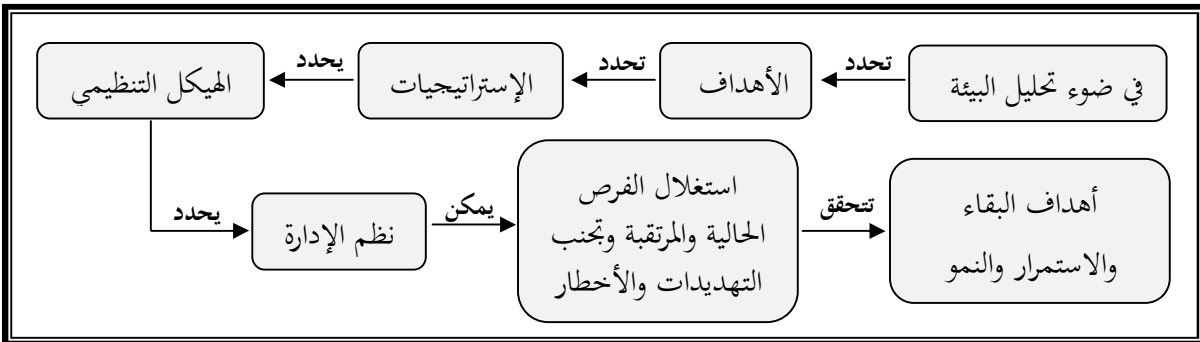 في ضوء تحليل البيئة
تحدد
الأهداف
تحدد
الإستراتيجيات
يحدد
الهيكل التنظيمي
يحدد
نظم الإدارة
يمكن
استغلال الفرص
الحالية والمرتقبة وتجنب
التهديدات والأخطار
تتحقق
أهداف البقاء
والاستمرار والنمو